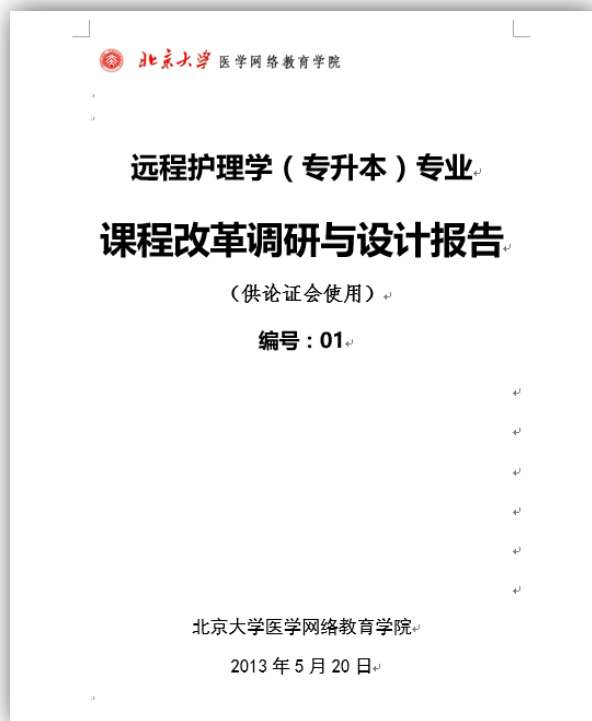 北京大学 医学网络教育学院
远程护理学（专升本）专业
课程改革调研与设计报告
（供论证会使用）
编号：01
北京大学医学网络教育学院
2013 年 5 月 20 日